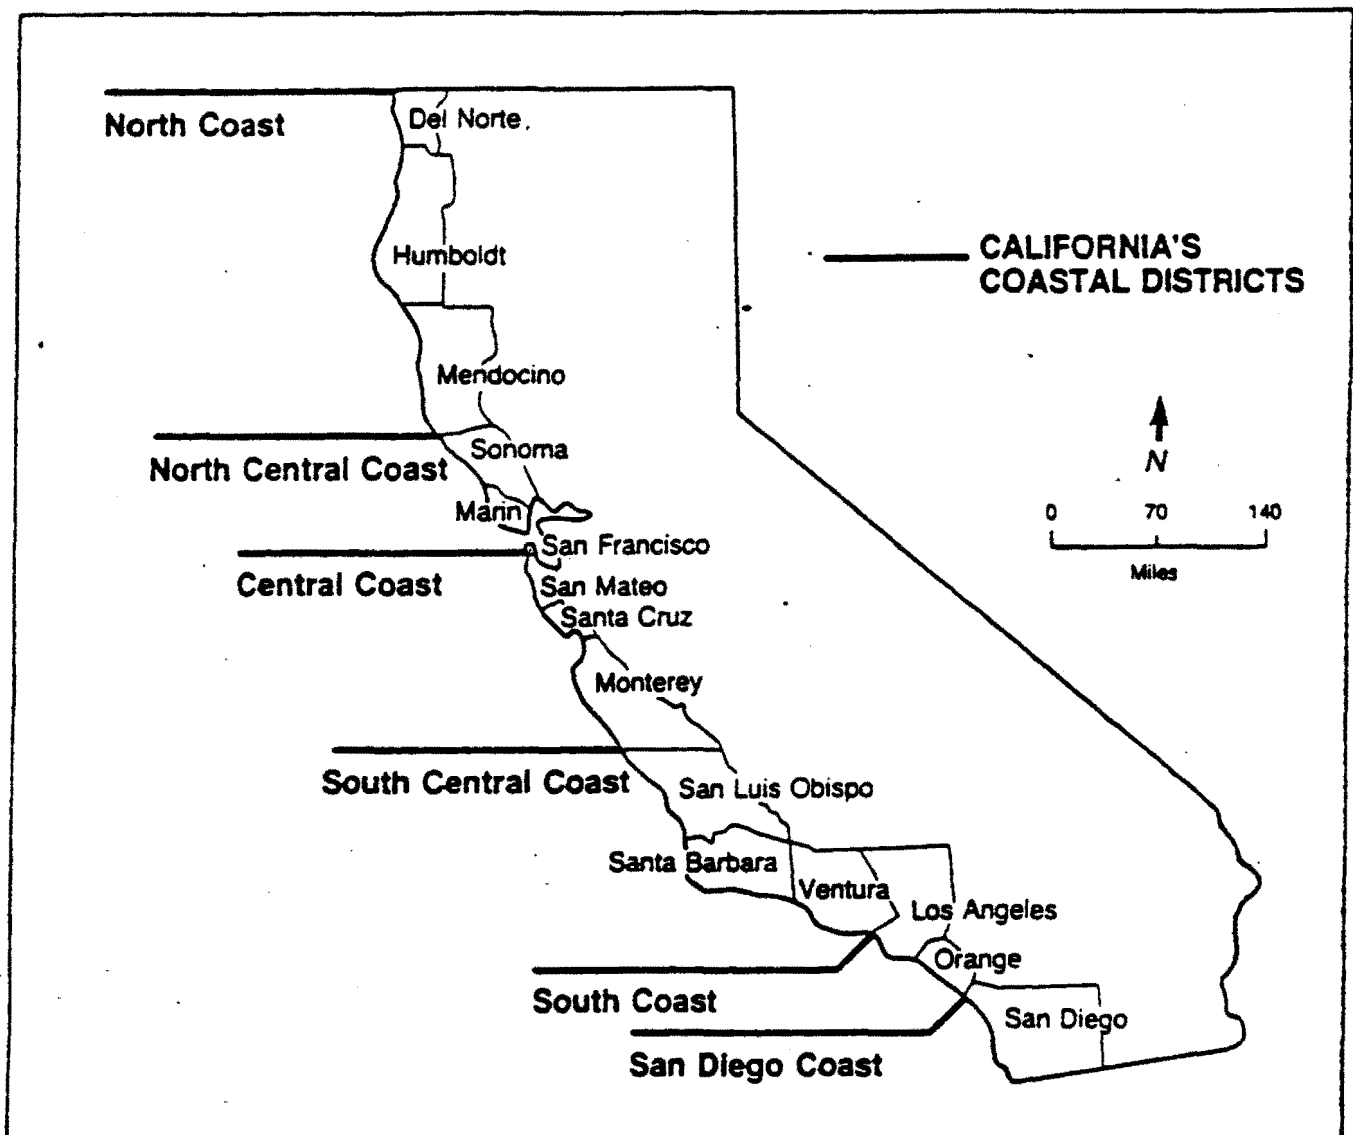 North Coast
Del Norte
Humboldt
CALIFORNIA'S
COASTAL DISTRICTS
Mendocino
N
North Central Coast
Sonoma
Marin
0 70 140
Miles
San Francisco
Central Coast
San Mateo
Santa Cruz
Monterey
South Central Coast
San Luis Obispo
Santa Barbara
Ventura
Los Angeles
Orange
South Coast
San Diego
San Diego Coast